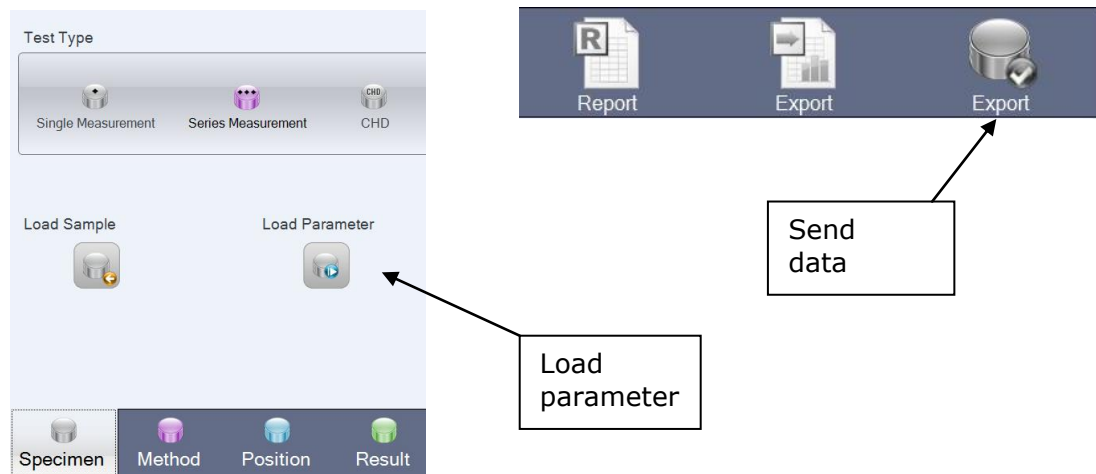 Test Type
CHD
Single Measurement Series Measurement CHD
Load Sample Load Parameter
Specimen Method Position Result
R
Report Export Export
Send
data
Load
parameter